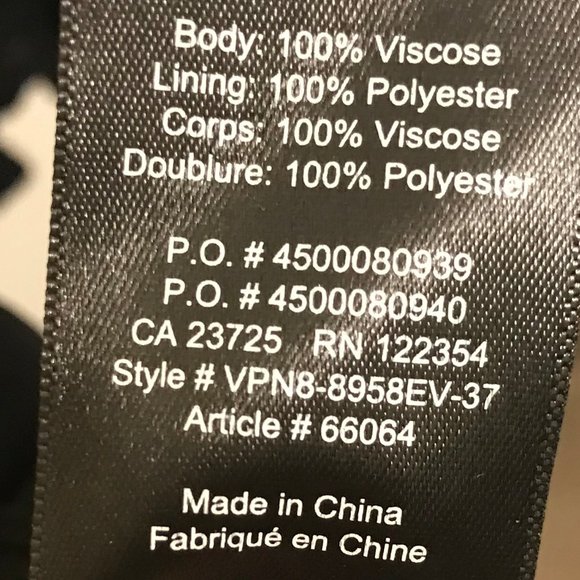 Body: 100% Viscose
Lining: 100% Polyester
Corps: 100% Viscose
Doublure: 100% Polyester
P.O. # 4500080939
P.O. # 4500080940
CA 23725 RN 122354
Style # VPN8-8958EV-37
Article # 66064
Made in China
Fabriqué en Chine